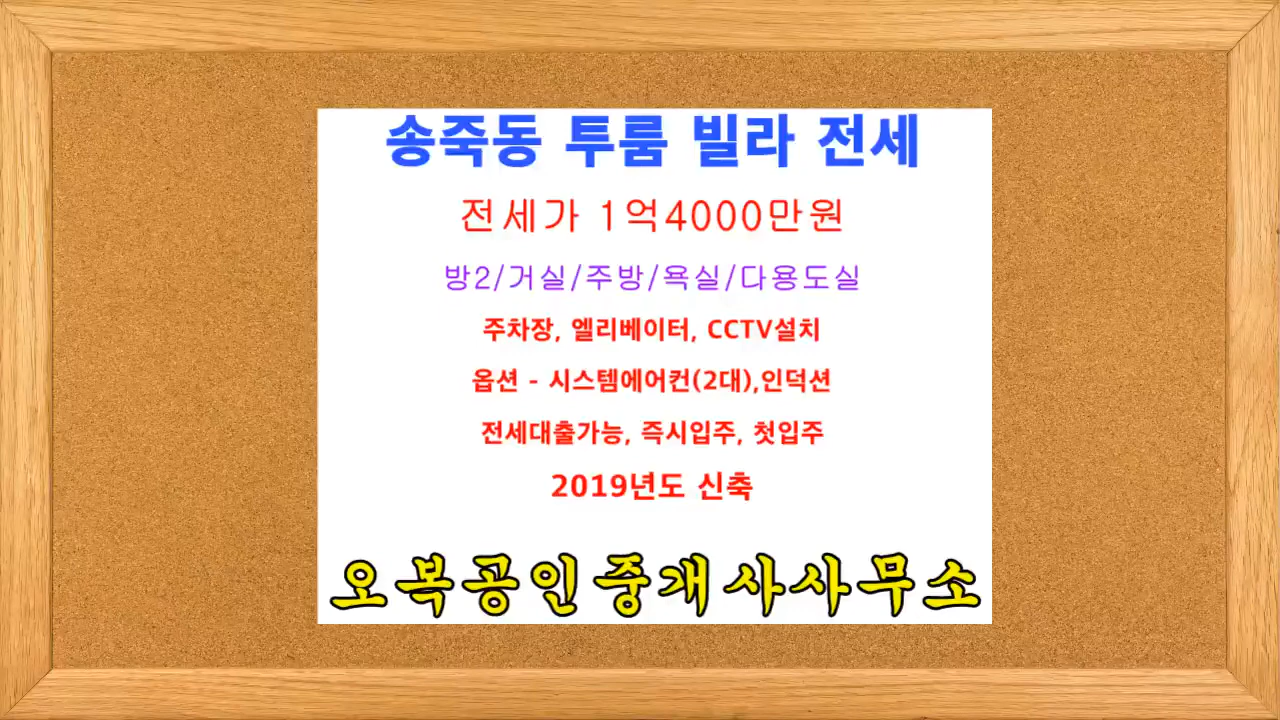 송죽동 투룸 빌라 전세
전세가 1억4000만원
방2/거실/주방/욕실/다용도실
주차장, 엘리베이터, CCTV설치
옵션 - 시스템에어컨(2대),인덕션
전세대출가능, 즉시입주, 첫입주
2019년도 신축
오복공인중개사사무소